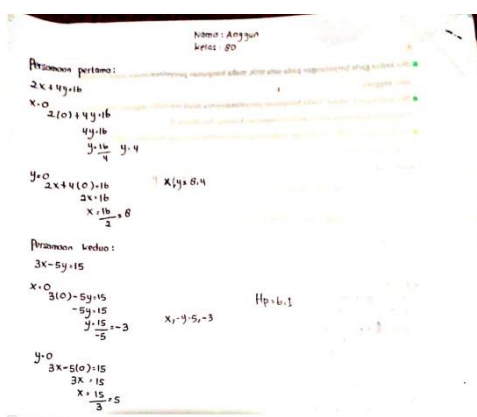 Nama : Anggun
kelas : 8D
Persamaan pertama :
2x + 4y = 16
x = 0
2(0) + 4y = 16
4y = 16
y = 16/4 y = 4
y = 0
2x + 4(0) = 16
2x = 16
x = 16/2 = 8
x,y = 8,4
Persamaan kedua :
3x - 5y = 15
x = 0
3(0) - 5y = 15
-5y = 15
y = 15/-5 = -3
x, -y = 5, -3
Hp = 6.1
y = 0
3x - 5(0) = 15
3x = 15
x = 15/3 = 5